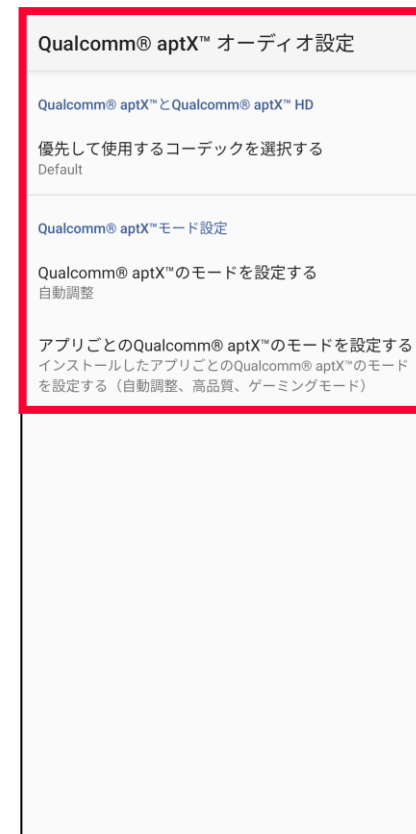 Qualcomm® aptX™ オーディオ設定
Qualcomm® aptX™とQualcomm® aptX™ HD
優先して使用するコーデックを選択する
Default
Qualcomm® aptX™モード設定
Qualcomm® aptX™のモードを設定する
自動調整
アプリごとのQualcomm® aptX™のモードを設定する
インストールしたアプリごとのQualcomm® aptX™のモード
を設定する（自動調整、高品質、ゲーミングモード）